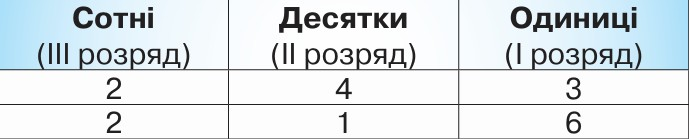 Сотні Десятки Одиниці
(III розряд) (II розряд) (I розряд)
2 4 3
2 1 6